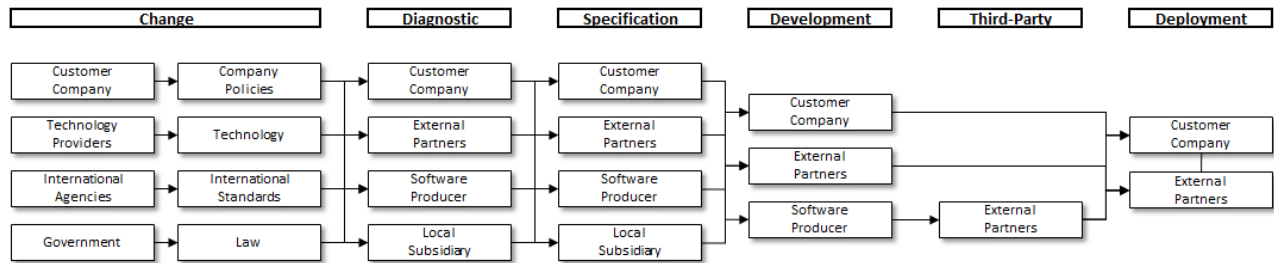 Change
Diagnostic
Specification
Development
Third-Party
Deployment
Customer
Company
Company
Policies
Customer
Company
Customer
Company
Customer
Company
Customer
Company
Technology
Providers
Technology
External
Partners
External
Partners
External
Partners
International
Agencies
International
Standards
Software
Producer
Software
Producer
External
Partners
Software
Producer
External
Partners
Government
Law
Local
Subsidiary
Local
Subsidiary